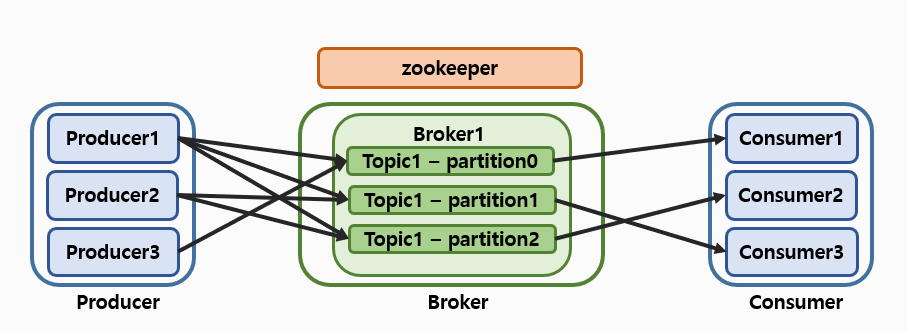 zookeeper
Producer1
Producer2
Producer3
Producer
Broker1
Topic1 – partition0
Topic1 – partition1
Topic1 – partition2
Broker
Consumer1
Consumer2
Consumer3
Consumer